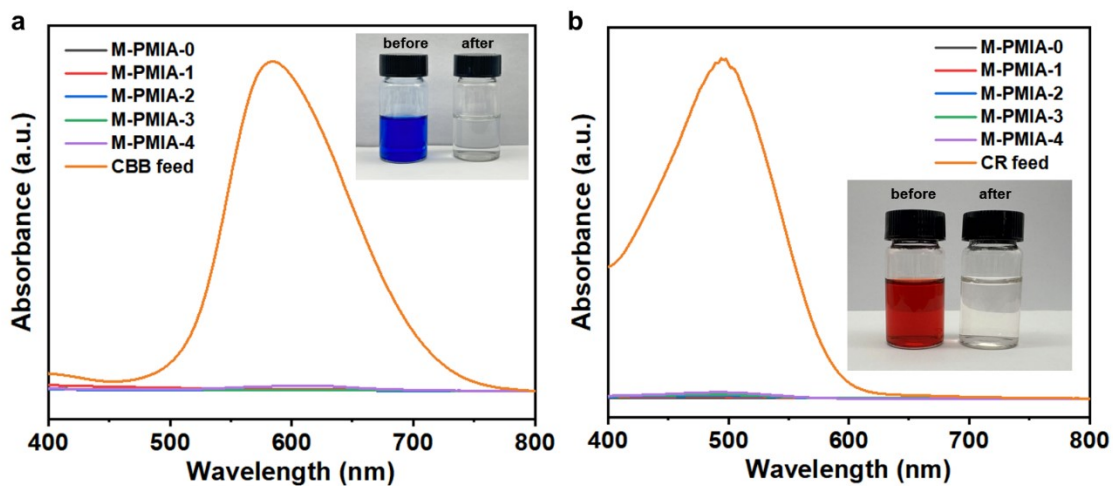 a
M-PMIA-0
M-PMIA-1
M-PMIA-2
M-PMIA-3
M-PMIA-4
CBB feed
before after
Absorbance (a.u.)
400 500 600 700 800
Wavelength (nm)
b
M-PMIA-0
M-PMIA-1
M-PMIA-2
M-PMIA-3
M-PMIA-4
CR feed
before after
Absorbance (a.u.)
400 500 600 700 800
Wavelength (nm)